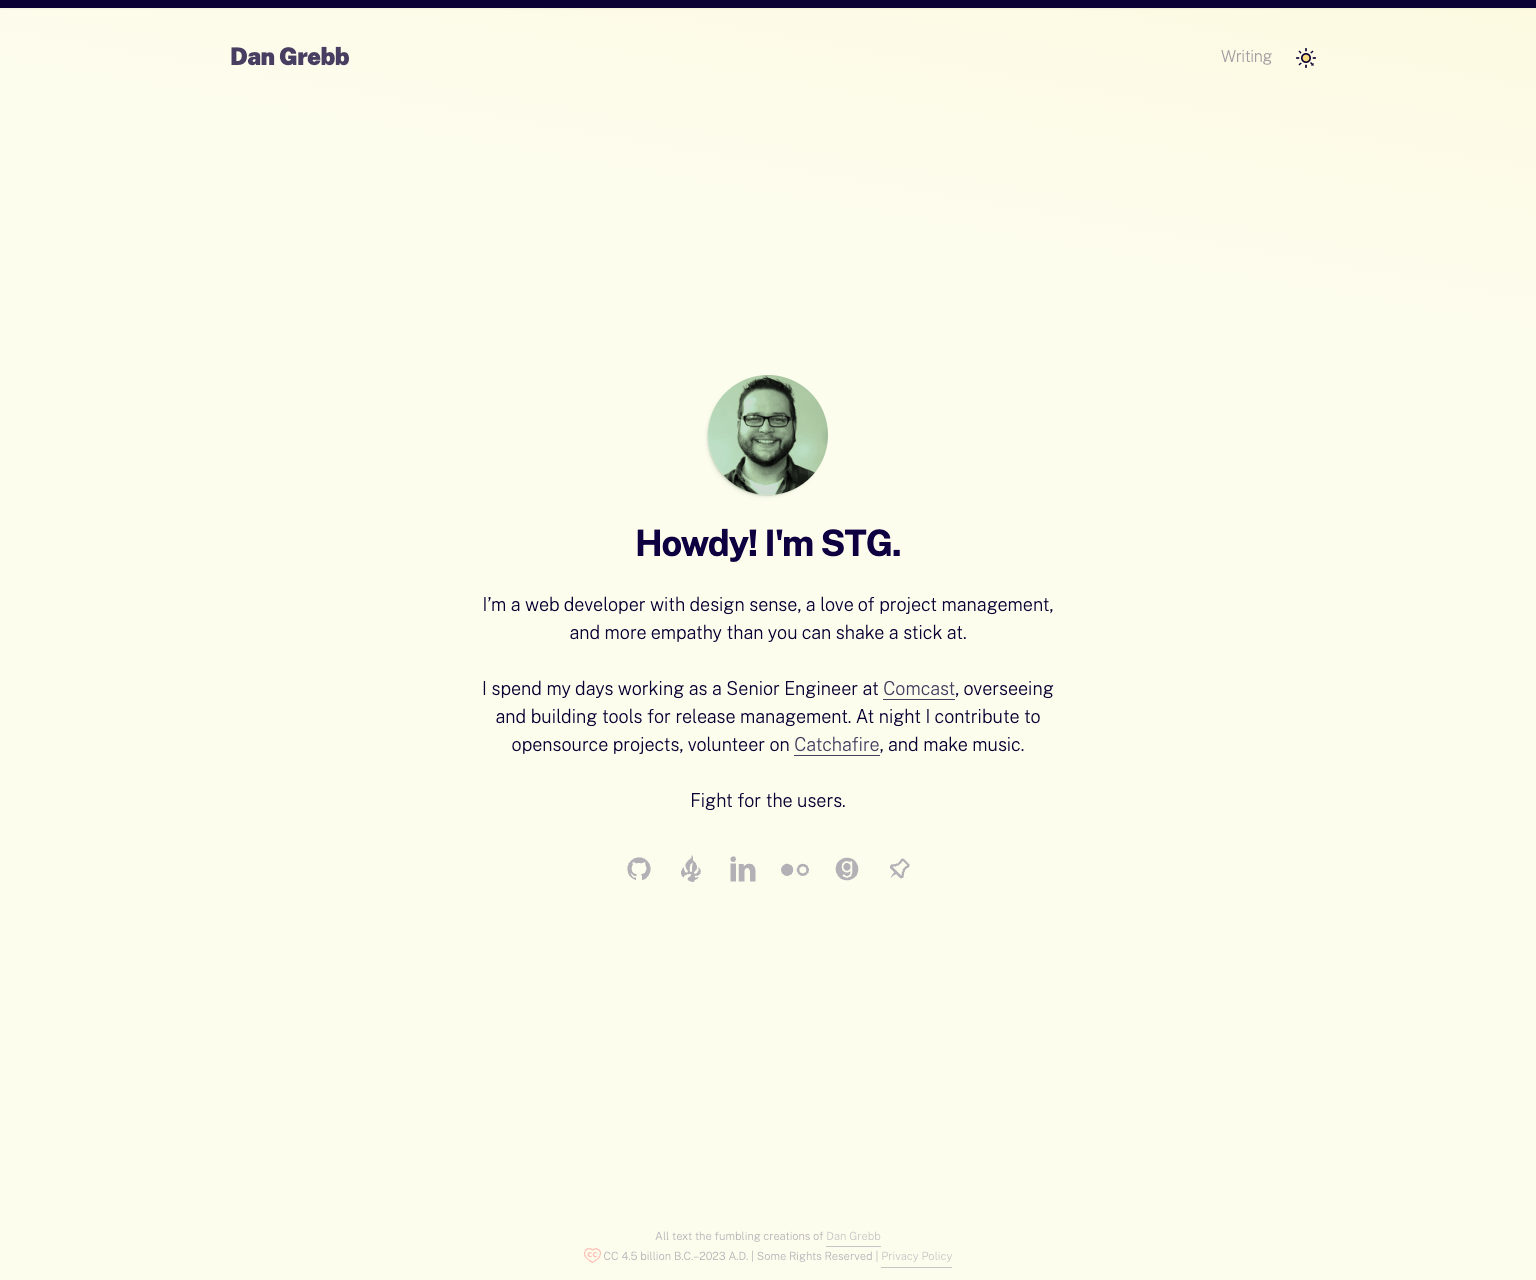 Dan Grebb
Writing
Howdy! I'm STG.
I’m a web developer with design sense, a love of project management,
and more empathy than you can shake a stick at.
I spend my days working as a Senior Engineer at Comcast, overseeing
and building tools for release management. At night I contribute to
opensource projects, volunteer on Catchafire, and make music.
Fight for the users.
All text the fumbling creations of Dan Grebb
CC 4.5 billion B.C.–2023 A.D. | Some Rights Reserved | Privacy Policy